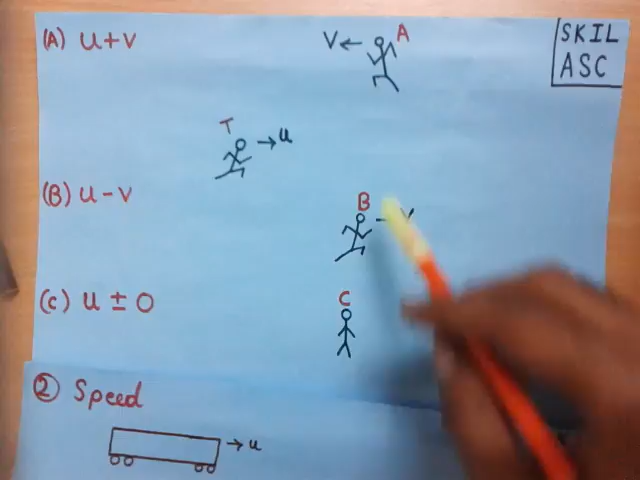 (A) u+v
V← A
SKIL
ASC
T
→u
(B) u-v
B
(C) u ± 0
C
② Speed
→u